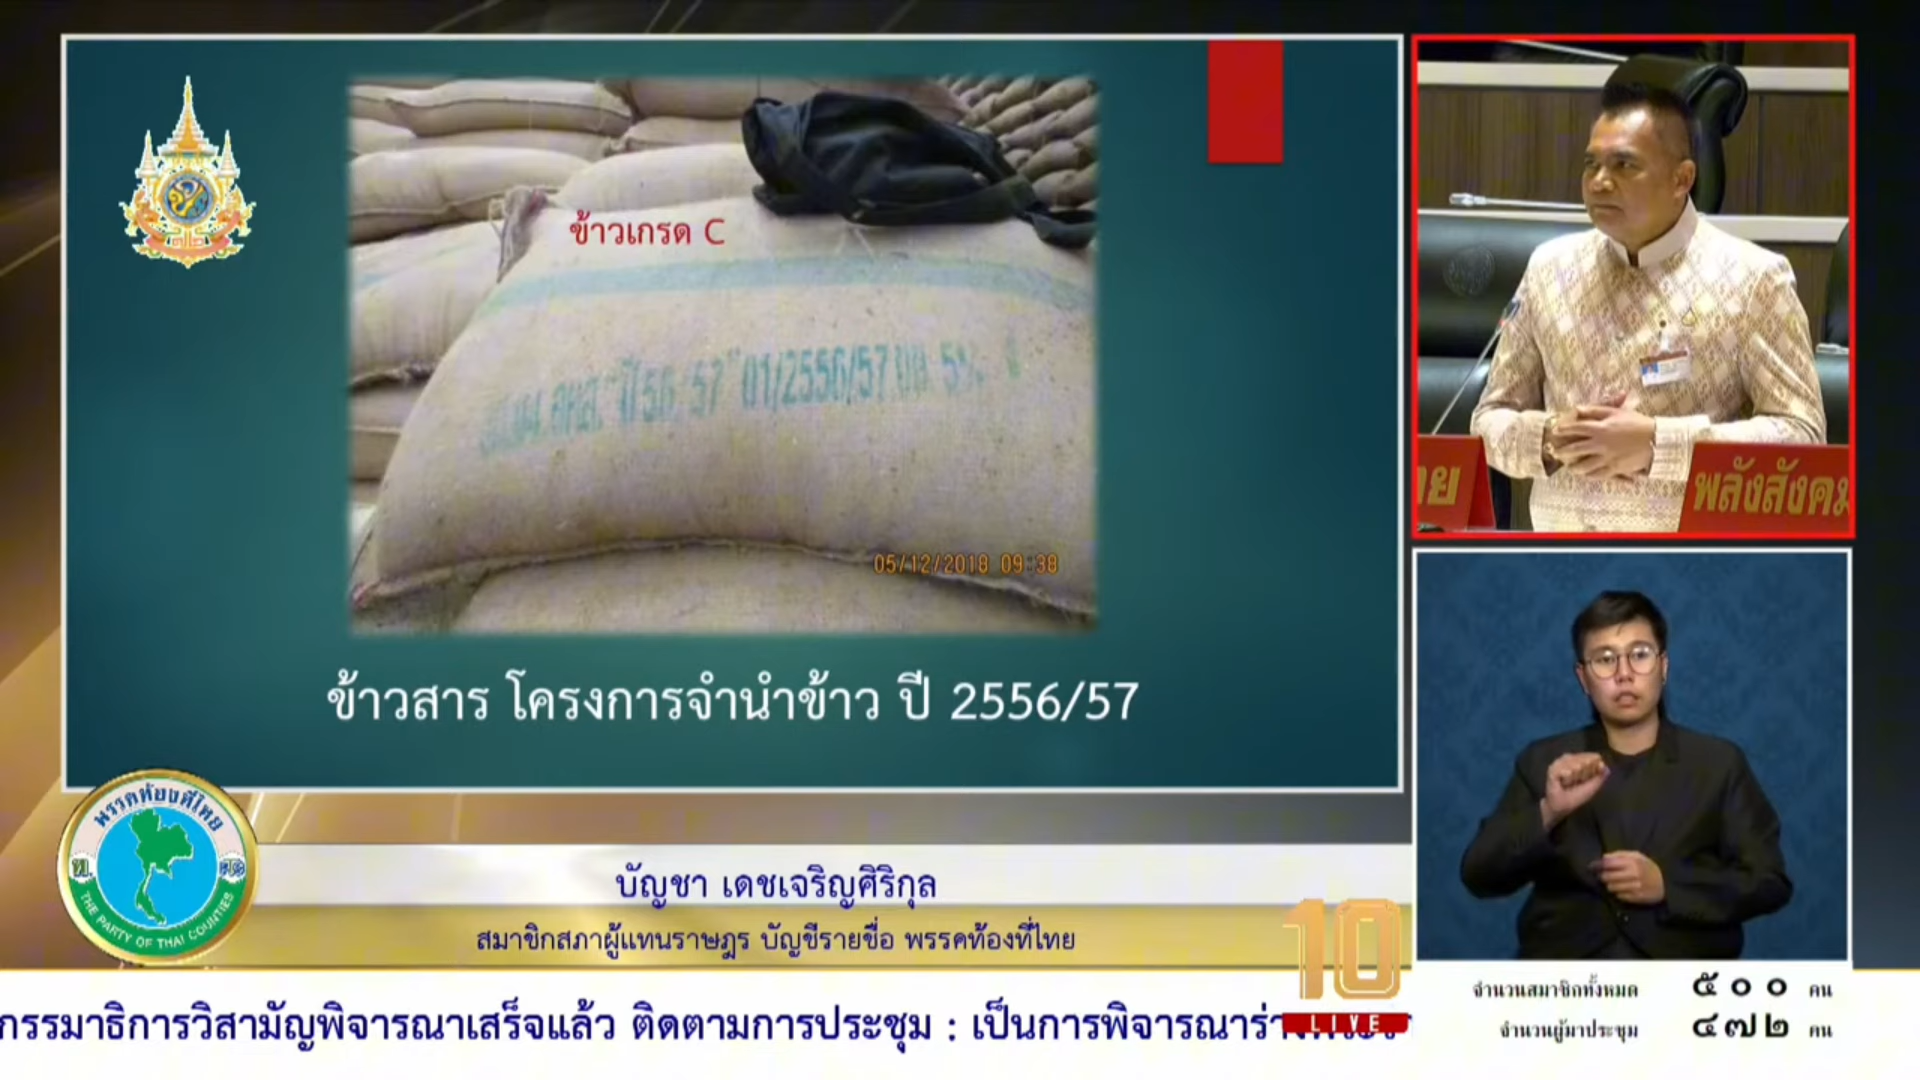 ข้าวเกรด C
ปี 56/57 01/2556/57
05/12/2018 09:38
ข้าวสาร โครงการจำนำข้าว ปี 2556/57
พลังสังคม
พรรคท้องที่ไทย
THE PARTY OF THAI COUNTIES
บัญชา เดชเจริญศิริกุล
สมาชิกสภาผู้แทนราษฎร บัญชีรายชื่อ พรรคท้องที่ไทย
10
LIVE
กรรมาธิการวิสามัญพิจารณาเสร็จแล้ว ติดตามการประชุม : เป็นการพิจารณาร่าง
จำนวนสมาชิกทั้งหมด ๕๐๐ คน
จำนวนผู้มาประชุม ๔๗๒ คน